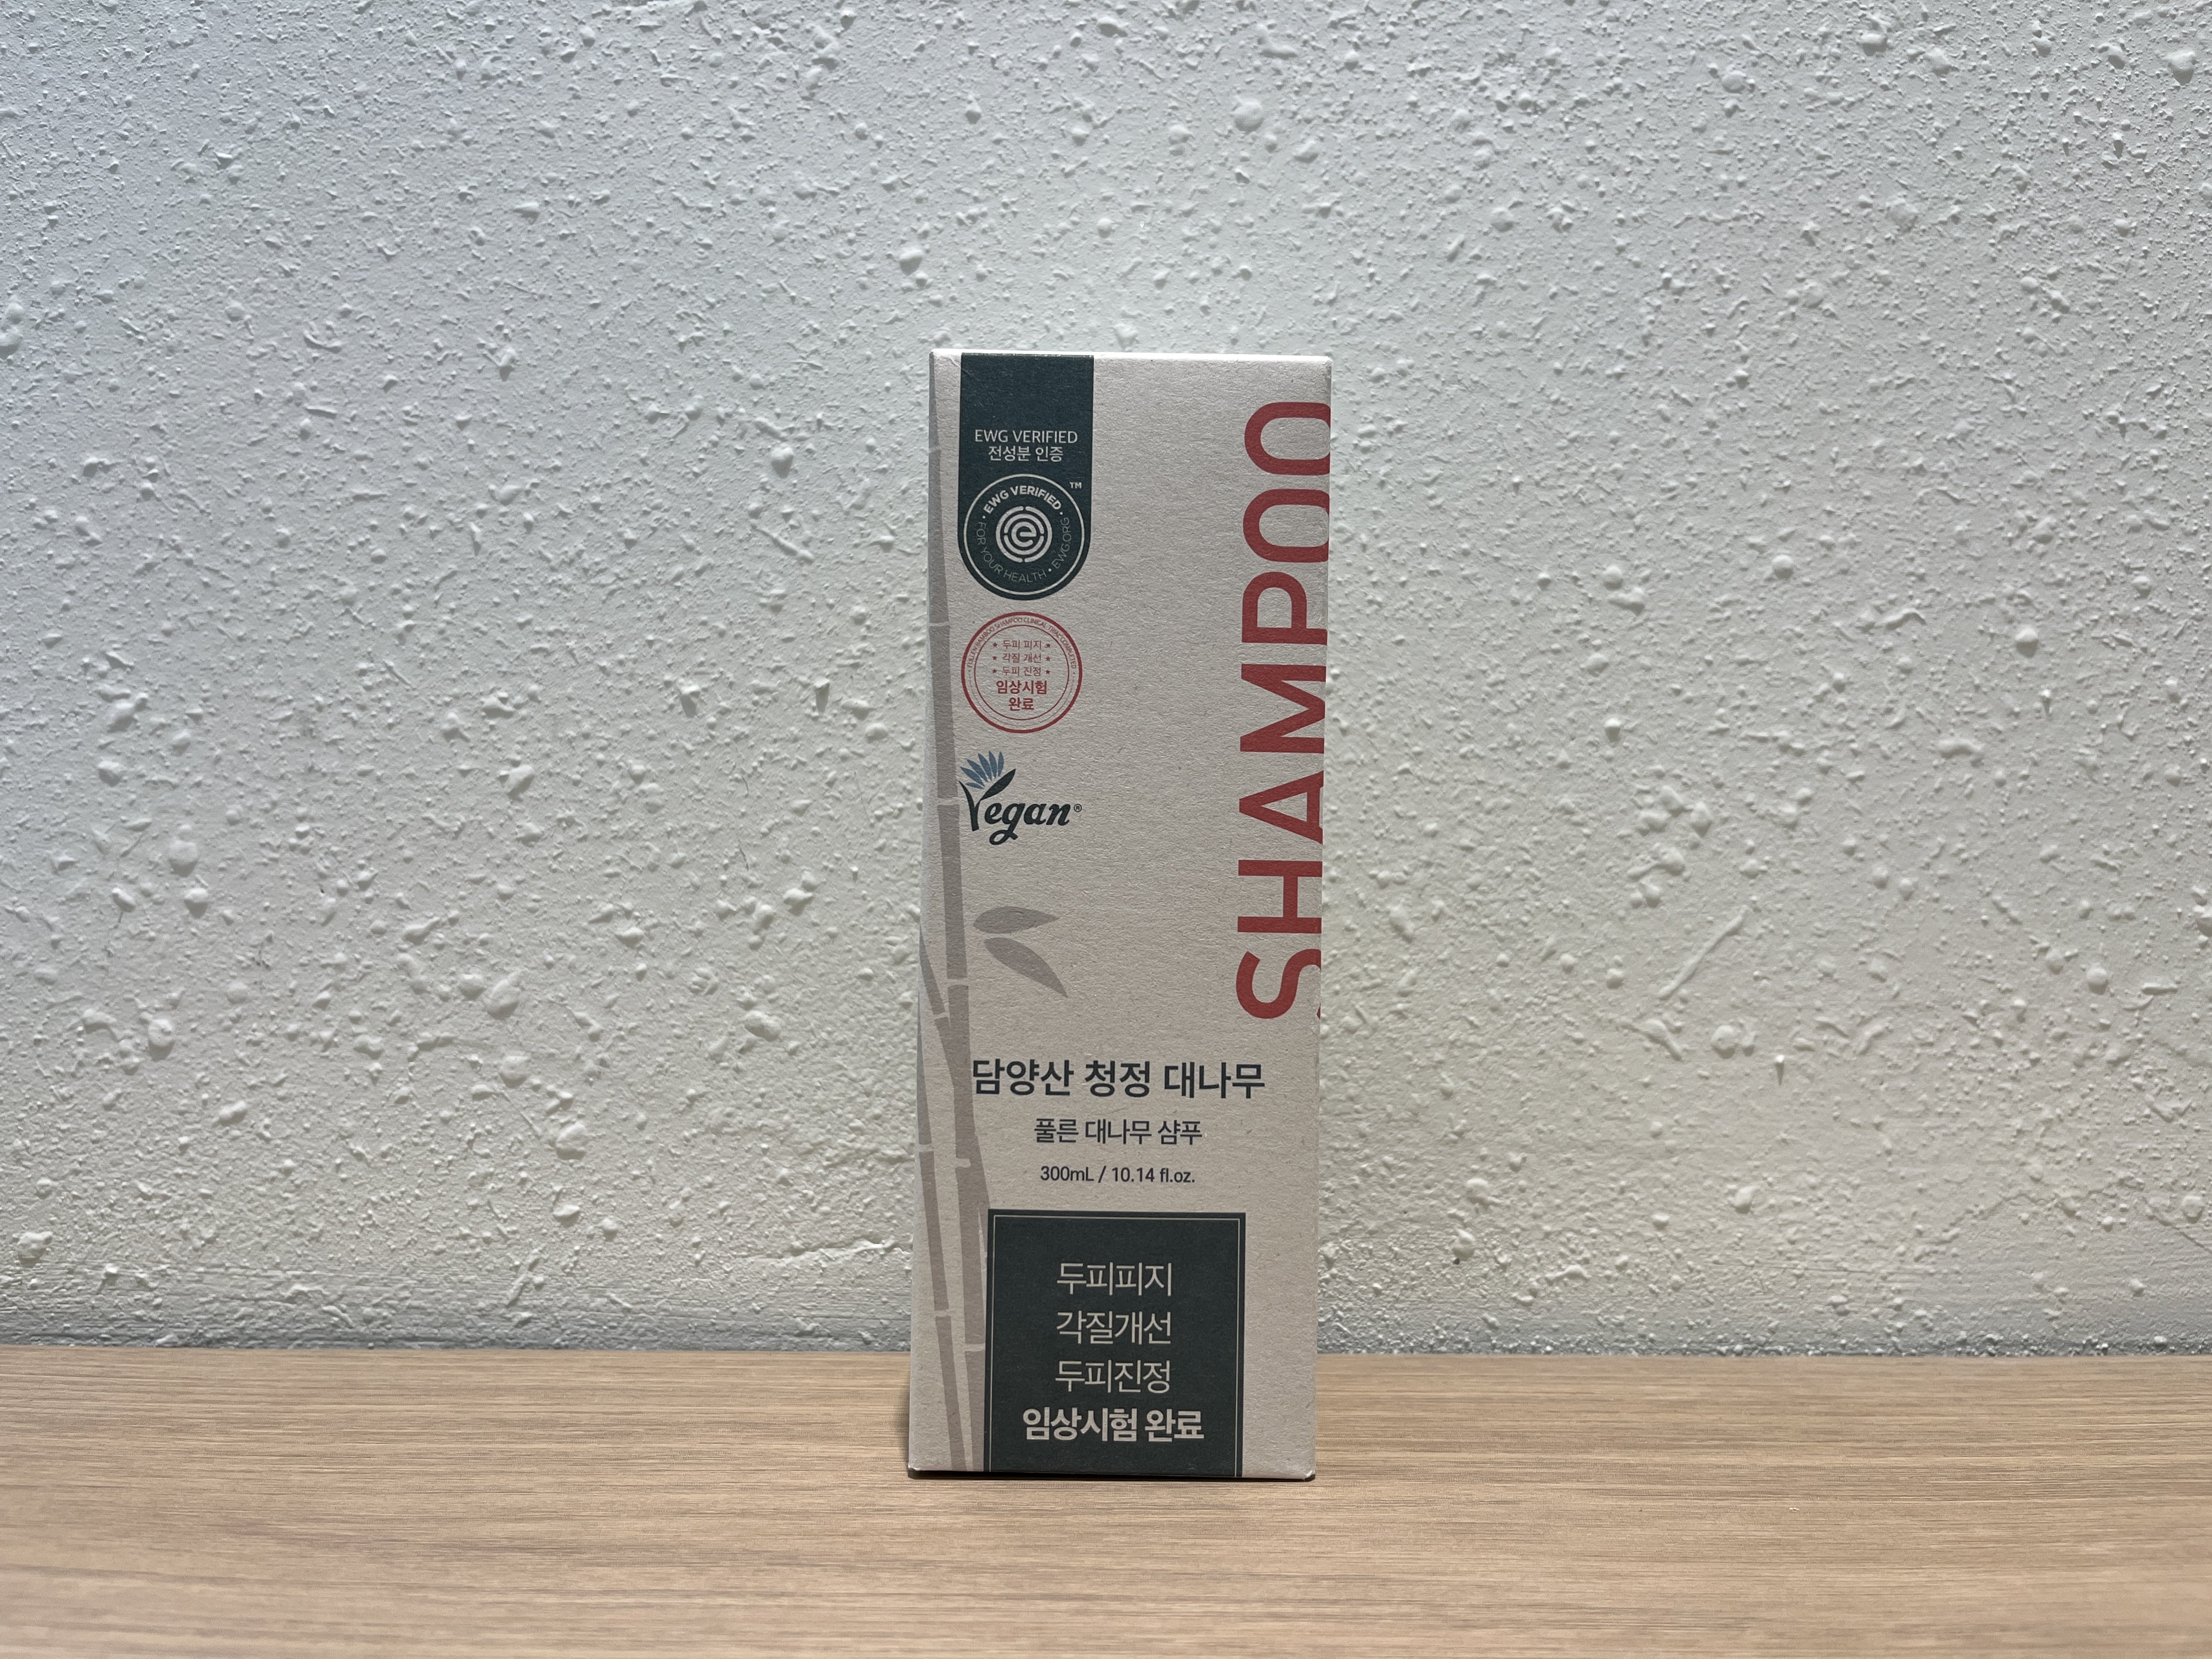 EWG VERIFIED
전성분 인증
TM
EWG VERIFIED
FOR YOUR HEALTH • EWG.ORG
두피 피지
각질 개선
두피 진정
임상시험
완료
Vegan®
SHAMPOO
담양산 청정 대나무
풀른 대나무 샴푸
300mL / 10.14 fl.oz.
두피피지
각질개선
두피진정
임상시험 완료